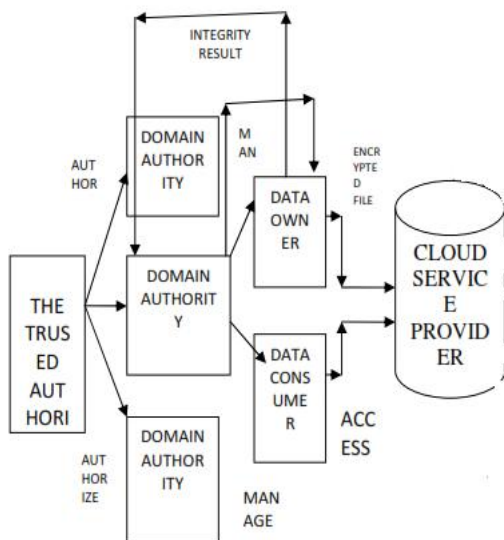 INTEGRITY
RESULT
DOMAIN
AUTHOR
ITY
M
AN
AUT
HOR
ENCR
YPTE
D
FILE
DATA
OWN
ER
THE
TRUS
ED
AUT
HORI
DOMAIN
AUTHORIT
Y
CLOUD
SERVIC
E
PROVID
ER
DATA
CONS
UME
R
ACC
ESS
AUT
HOR
IZE
DOMAIN
AUTHOR
ITY
MAN
AGE